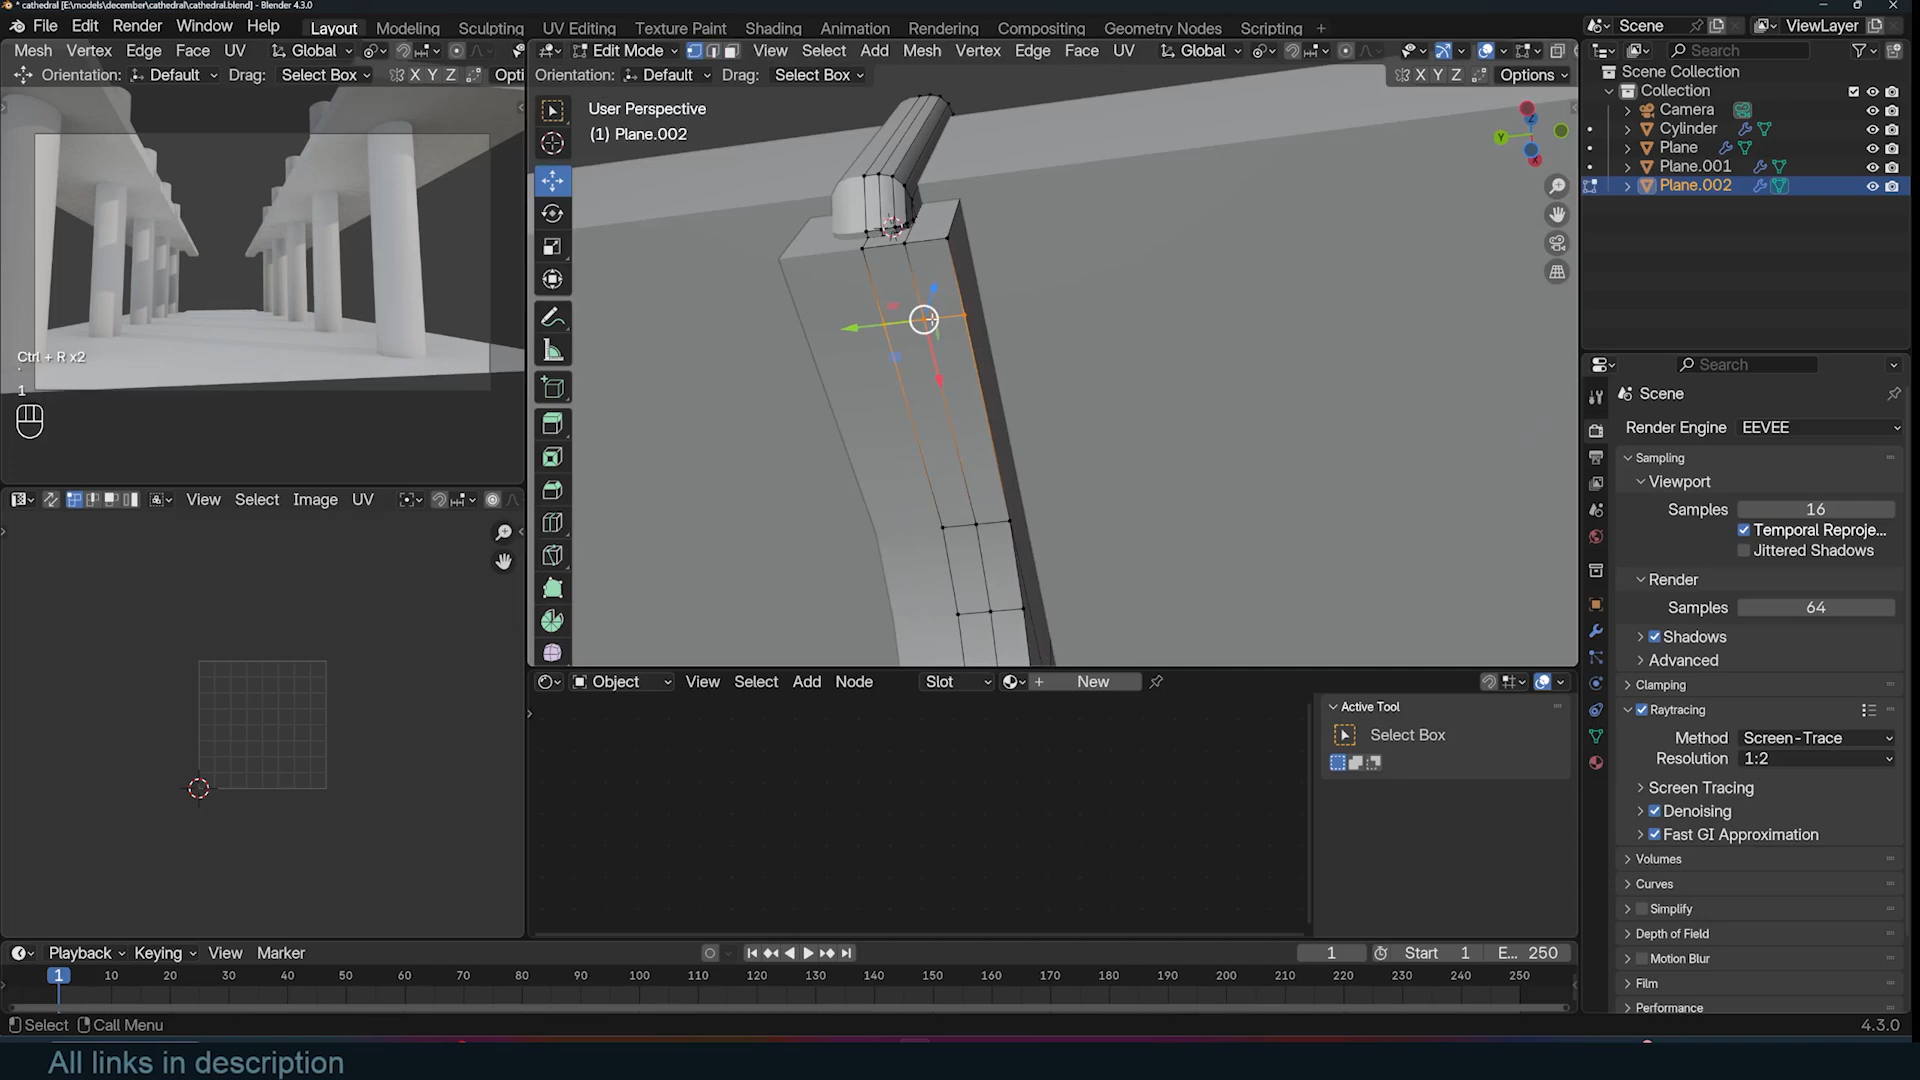 * cathedral [E:\models\december\cathedral\cathedral.blend] - Blender 4.3.0
File Edit Render Window Help Layout Modeling Sculpting UV Editing Texture Paint Shading Animation Rendering Compositing Geometry Nodes Scripting + Scene ViewLayer
Mesh Vertex Edge Face UV Global
Edit Mode View Select Add Mesh Vertex Edge Face UV Global
Search
Orientation: Default Drag: Select Box X Y Z Opti
Orientation: Default Drag: Select Box X Y Z Options
Scene Collection
Collection
Camera
Cylinder
Plane
Plane.001
Plane.002
User Perspective
(1) Plane.002
Ctrl + R x2
.
1
Y
Z
X
Search
Scene
Render Engine EEVEE
Sampling
Viewport
Samples 16
Temporal Reproje...
Jittered Shadows
Render
Samples 64
Shadows
Advanced
Clamping
Raytracing
Method Screen-Trace
Resolution 1:2
Screen Tracing
Denoising
Fast GI Approximation
Volumes
Curves
Simplify
Depth of Field
Motion Blur
Film
Performance
View Select Image UV
Object View Select Add Node Slot New
Active Tool
Select Box
Playback Keying View Marker 1 Start 1 E... 250
1 10 20 30 40 50 60 70 80 90 100 110 120 130 140 150 160 170 180 190 200 210 220 230 240 250
Select Call Menu 4.3.0
All links in description